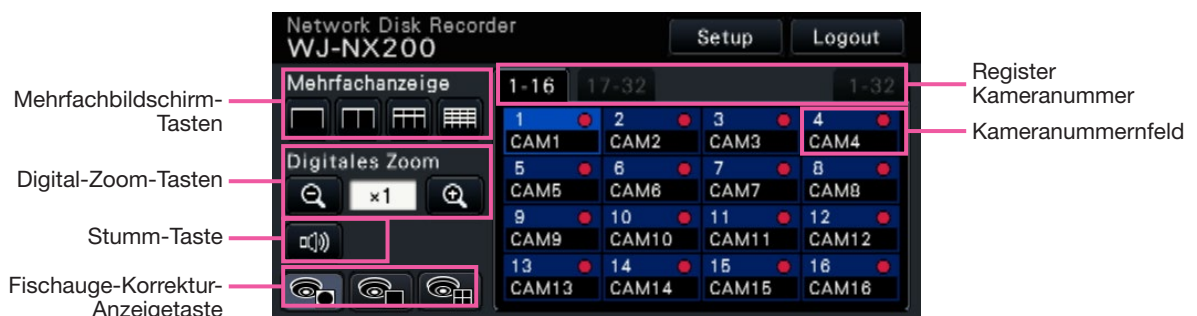 Network Disk Recorder
WJ-NX200
Setup
Logout
Mehrfachanzeige
1-16
17-32
1-32
Register
Kameranummer
Mehrfachbildschirm-
Tasten
1
2
3
4
CAM1
CAM2
CAM3
CAM4
Kameranummernfeld
Digitales Zoom
5
6
7
8
CAM5
CAM6
CAM7
CAM8
Digital-Zoom-Tasten
×1
9
10
11
12
CAM9
CAM10
CAM11
CAM12
Stumm-Taste
13
14
15
16
CAM13
CAM14
CAM15
CAM16
Fischauge-Korrektur-
Anzeigetaste